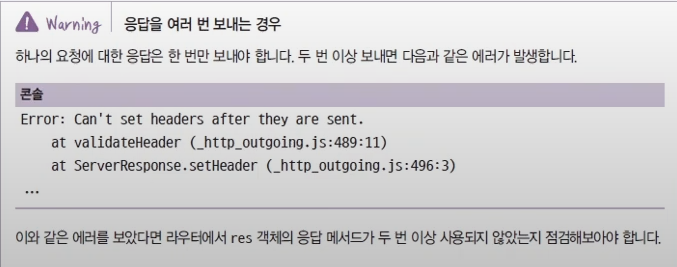 Warning 응답을 여러 번 보내는 경우
하나의 요청에 대한 응답은 한 번만 보내야 합니다. 두 번 이상 보내면 다음과 같은 에러가 발생합니다.
콘솔
Error: Can't set headers after they are sent.
at validateHeader (_http_outgoing.js:489:11)
at ServerResponse.setHeader (_http_outgoing.js:496:3)
...
이와 같은 에러를 보았다면 라우터에서 res 객체의 응답 메서드가 두 번 이상 사용되지 않았는지 점검해보아야 합니다.